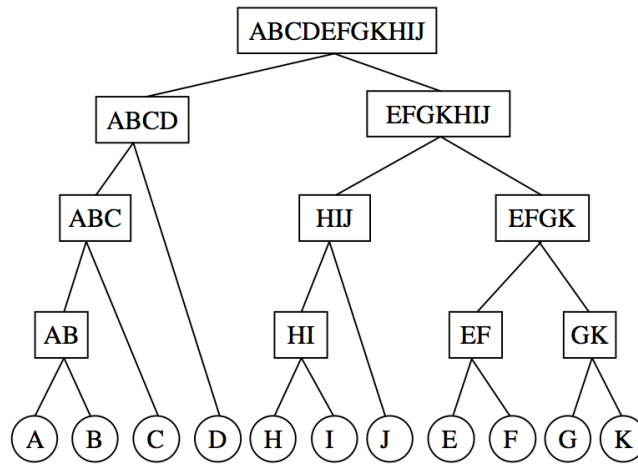 ABCDEFGKHIJ
ABCD EFGKHIJ
ABC HIJ EFGK
AB HI EF GK
A B C D H I J E F G K